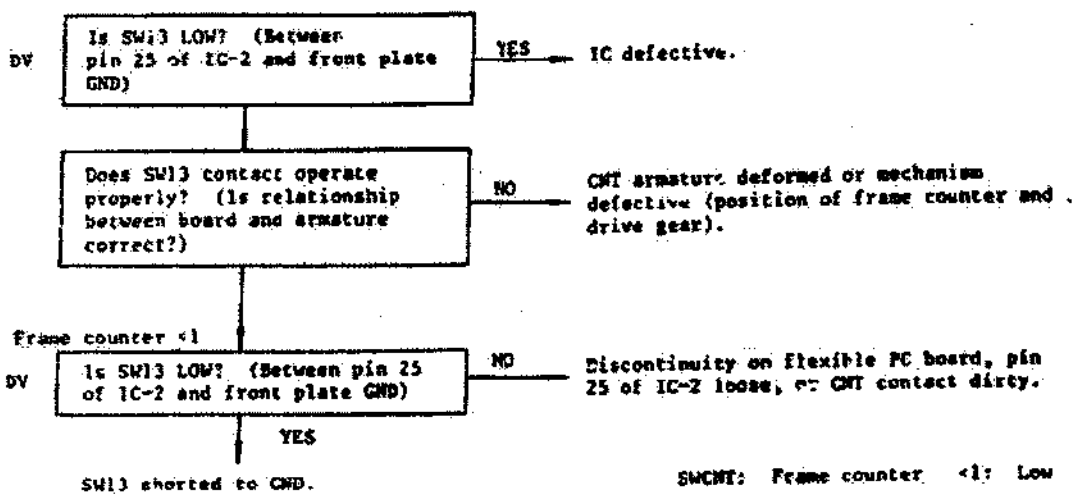 Is SW13 LOW? (Between
pin 25 of IC-2 and front plate
GND)
DV
YES
IC defective.
Does SW13 contact operate
properly? (Is relationship
between board and armature
correct?)
NO
CNT armature deformed or mechanism
defective (position of frame counter and
drive gear).
Frame counter <1
DV
Is SW13 LOW? (Between pin 25
of IC-2 and front plate GND)
NO
Discontinuity on flexible PC board, pin
25 of IC-2 loose, or CNT contact dirty.
YES
SW13 shorted to GND.
SWCNT: Frame counter <1: Low